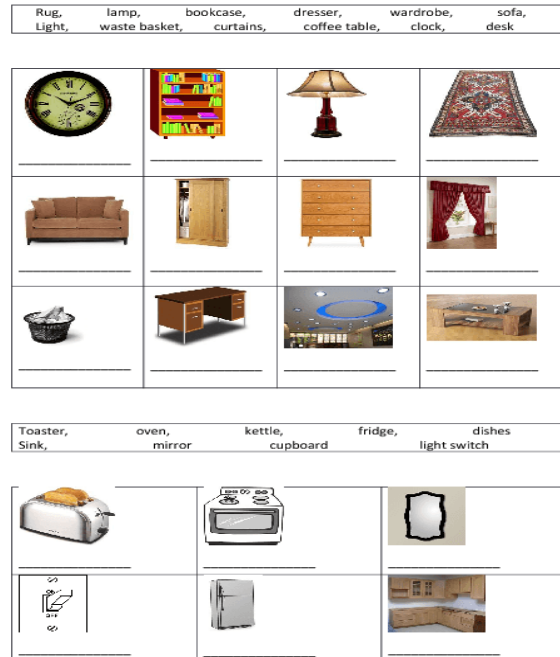 Rug, lamp, bookcase, dresser, wardrobe, sofa,
Light, waste basket, curtains, coffee table, clock, desk
Toaster, oven, kettle, fridge, dishes
Sink, mirror cupboard light switch
OFF